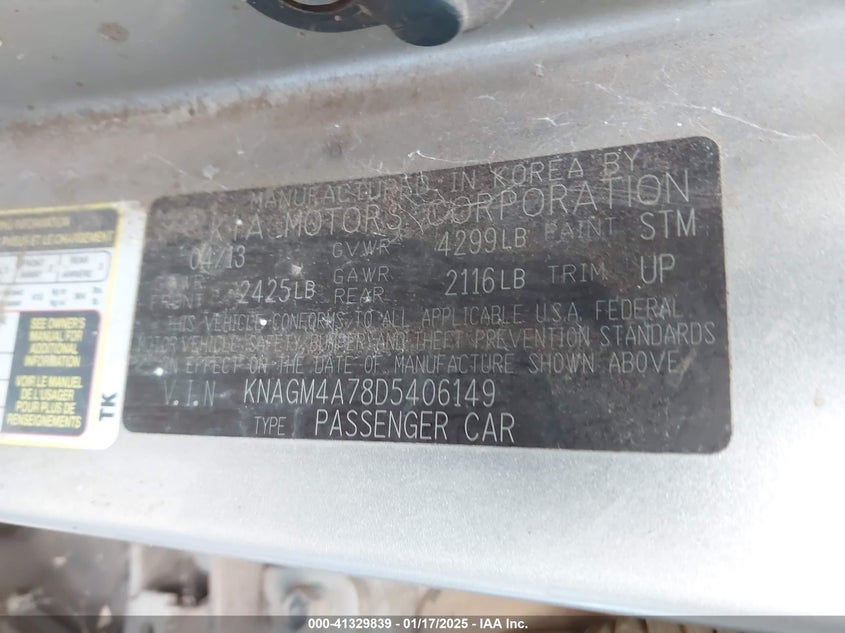 MANUFACTURED IN KOREA BY
KIA MOTORS CORPORATION
04/13 GVWR 4299LB PAINT STM
FRONT 2425LB GAWR REAR 2116LB TRIM UP
THIS VEHICLE CONFORMS TO ALL APPLICABLE U.S.A. FEDERAL
MOTOR VEHICLE SAFETY, BUMPER AND THEFT PREVENTION STANDARDS
IN EFFECT ON THE DATE OF MANUFACTURE SHOWN ABOVE
V.I.N KNAGM4A78D5406149
TYPE PASSENGER CAR
SEE OWNER'S
MANUAL FOR
ADDITIONAL
INFORMATION
VOIR LE MANUEL
DE L'USAGER
POUR PLUS DE
RENSEIGNEMENTS
TK
000-41329839 - 01/17/2025 - IAA Inc.